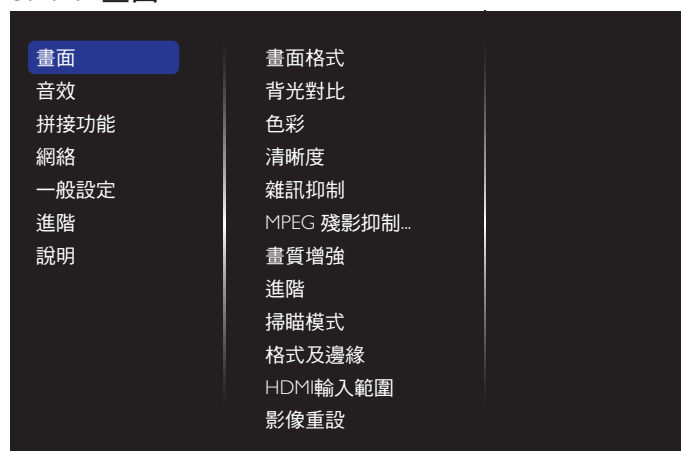 畫面
音效
拼接功能
網絡
一般設定
進階
說明
畫面格式
背光對比
色彩
清晰度
雜訊抑制
MPEG 殘影抑制...
畫質增強
進階
掃瞄模式
格式及邊緣
HDMI輸入範圍
影像重設